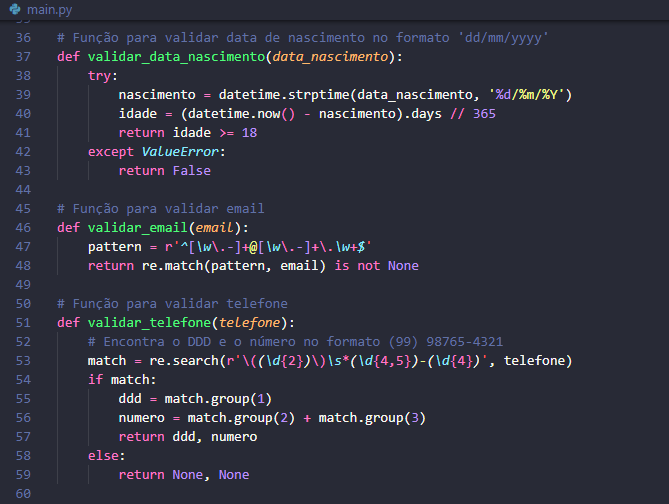 main.py
35
36 # Função para validar data de nascimento no formato 'dd/mm/yyyy'
37 def validar_data_nascimento(data_nascimento):
38     try:
39         nascimento = datetime.strptime(data_nascimento, '%d/%m/%Y')
40         idade = (datetime.now() - nascimento).days // 365
41         return idade >= 18
42     except ValueError:
43         return False
44
45 # Função para validar email
46 def validar_email(email):
47     pattern = r'^[\w\.-]+@[\w\.-]+\.\w+$'
48     return re.match(pattern, email) is not None
49
50 # Função para validar telefone
51 def validar_telefone(telefone):
52     # Encontra o DDD e o número no formato (99) 98765-4321
53     match = re.search(r'\((\d{2})\)\s*(\d{4,5})-(\d{4})', telefone)
54     if match:
55         ddd = match.group(1)
56         numero = match.group(2) + match.group(3)
57         return ddd, numero
58     else:
59         return None, None
60